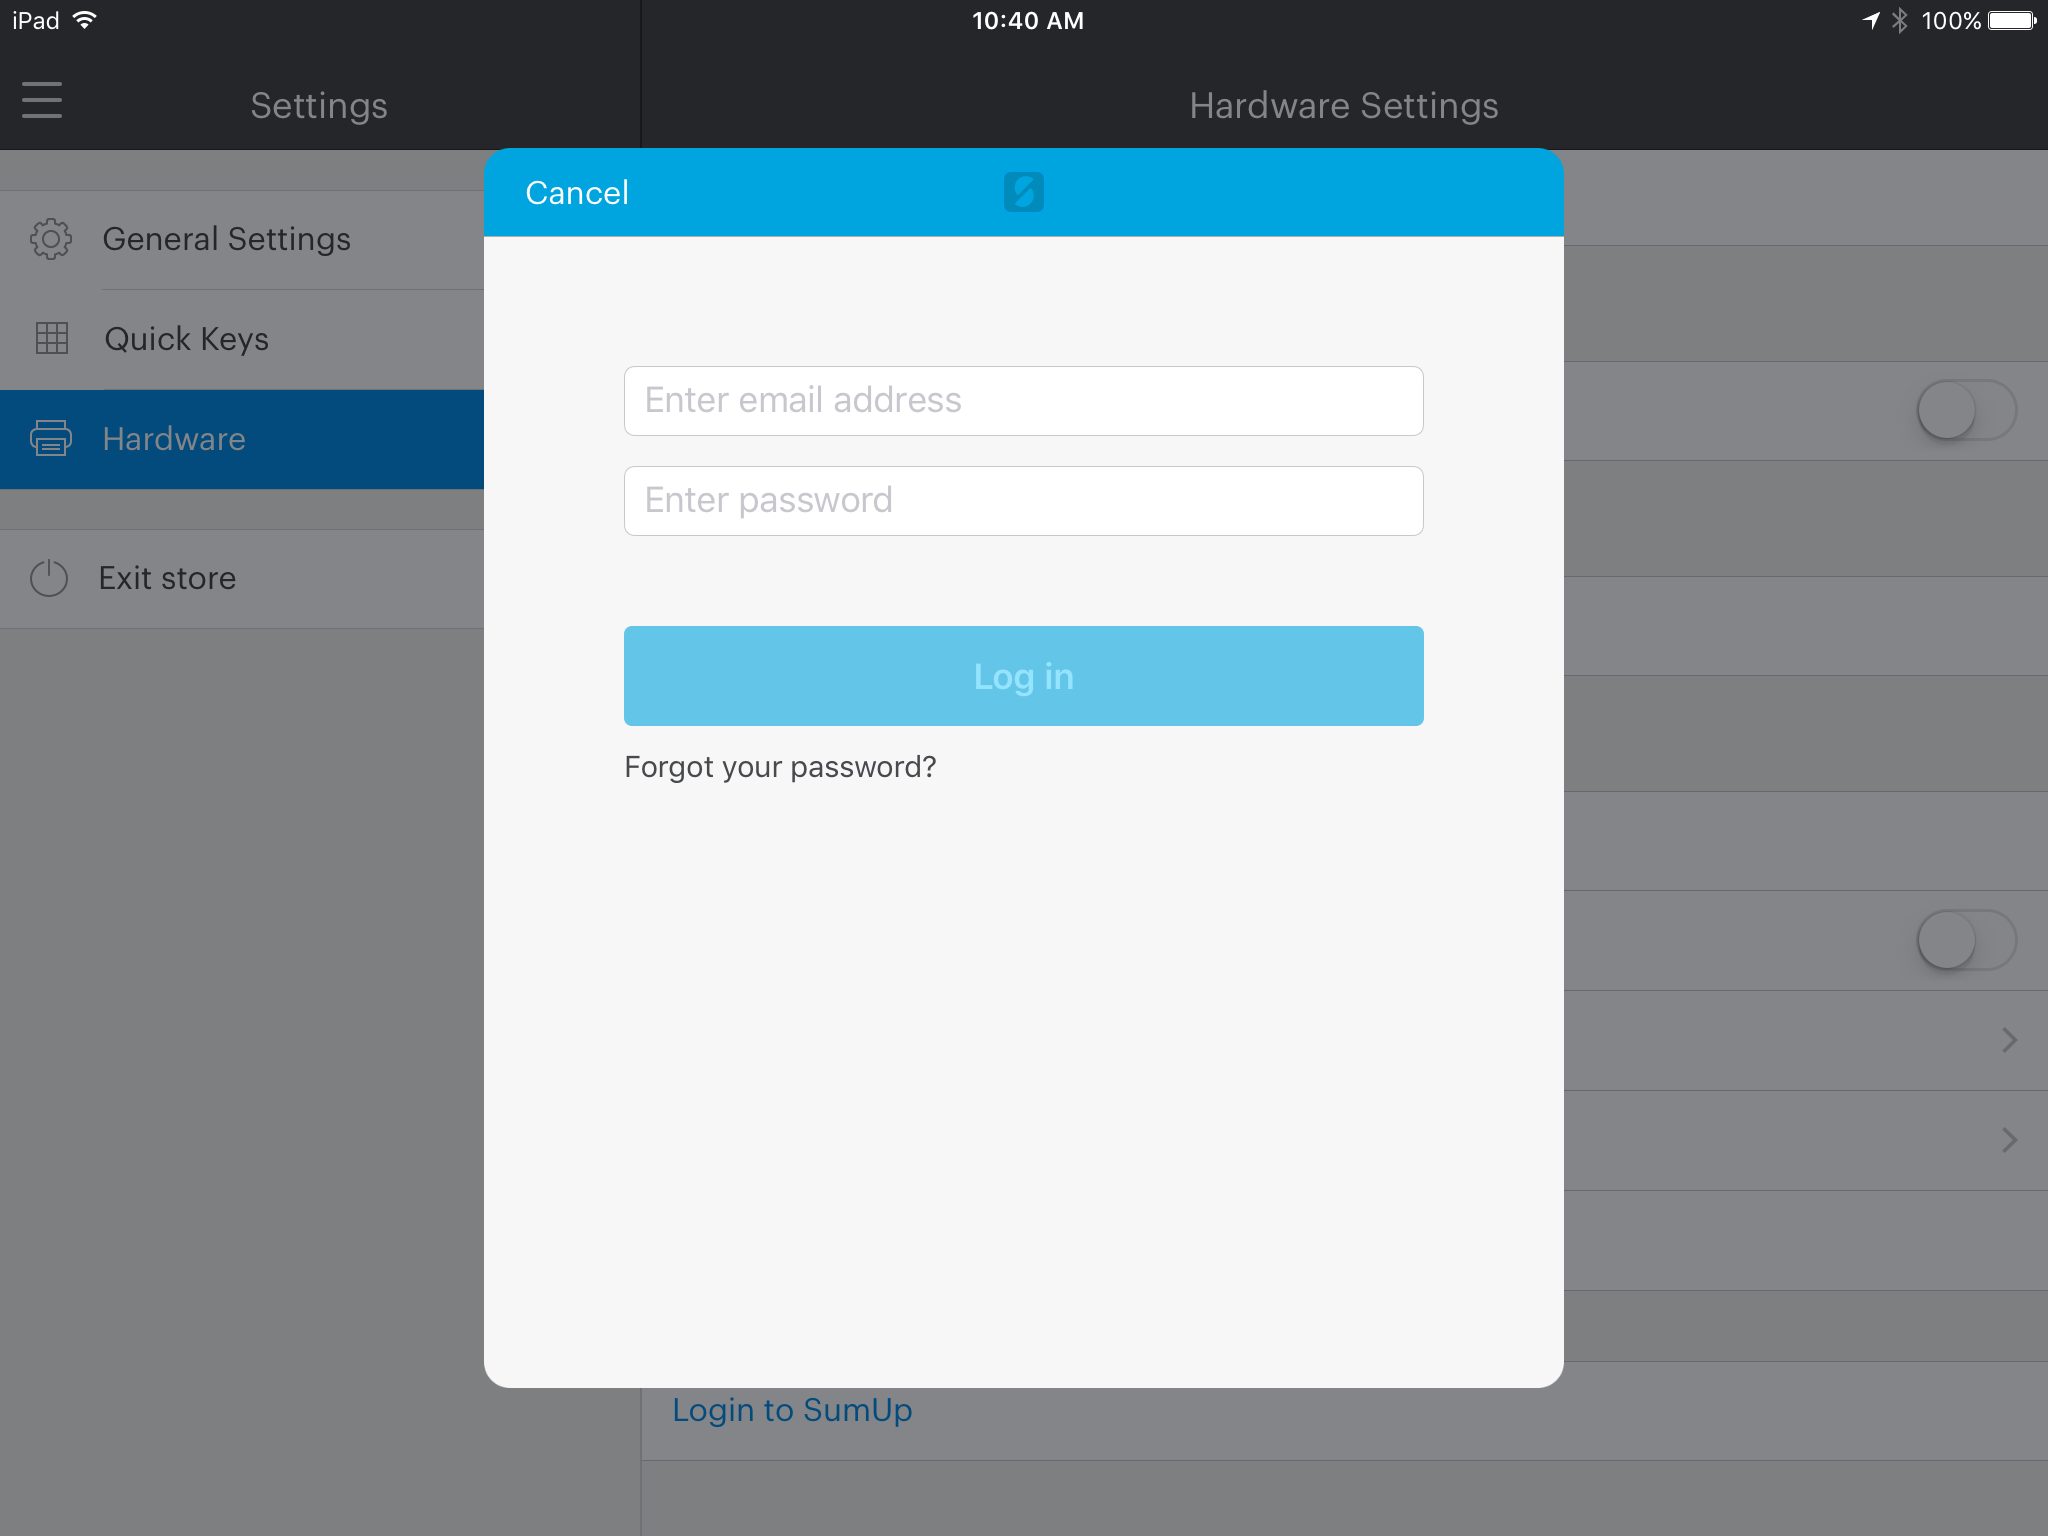 iPad
10:40 AM
100%
Settings
Hardware Settings
Cancel
General Settings
Quick Keys
Hardware
Exit store
Enter email address
Enter password
Log in
Forgot your password?
Login to SumUp